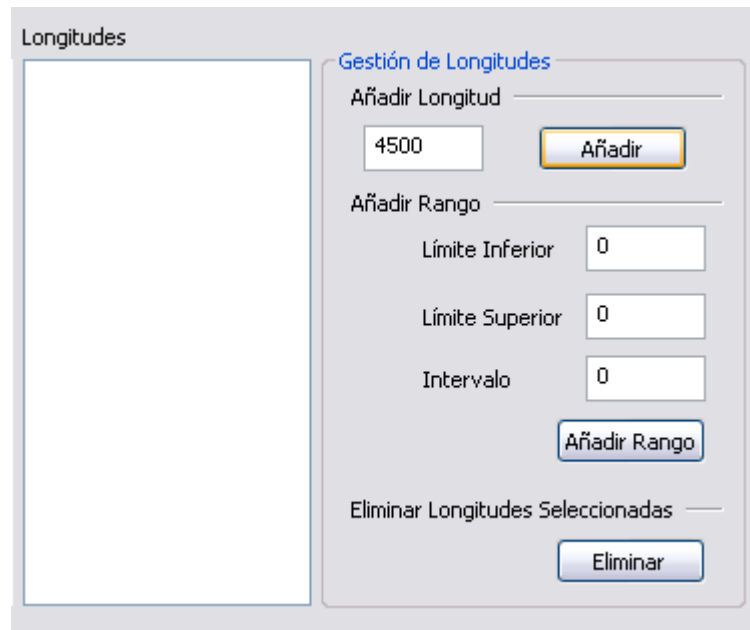 Longitudes
Gestión de Longitudes
Añadir Longitud
4500
Añadir
Añadir Rango
Límite Inferior
0
Límite Superior
0
Intervalo
0
Añadir Rango
Eliminar Longitudes Seleccionadas
Eliminar